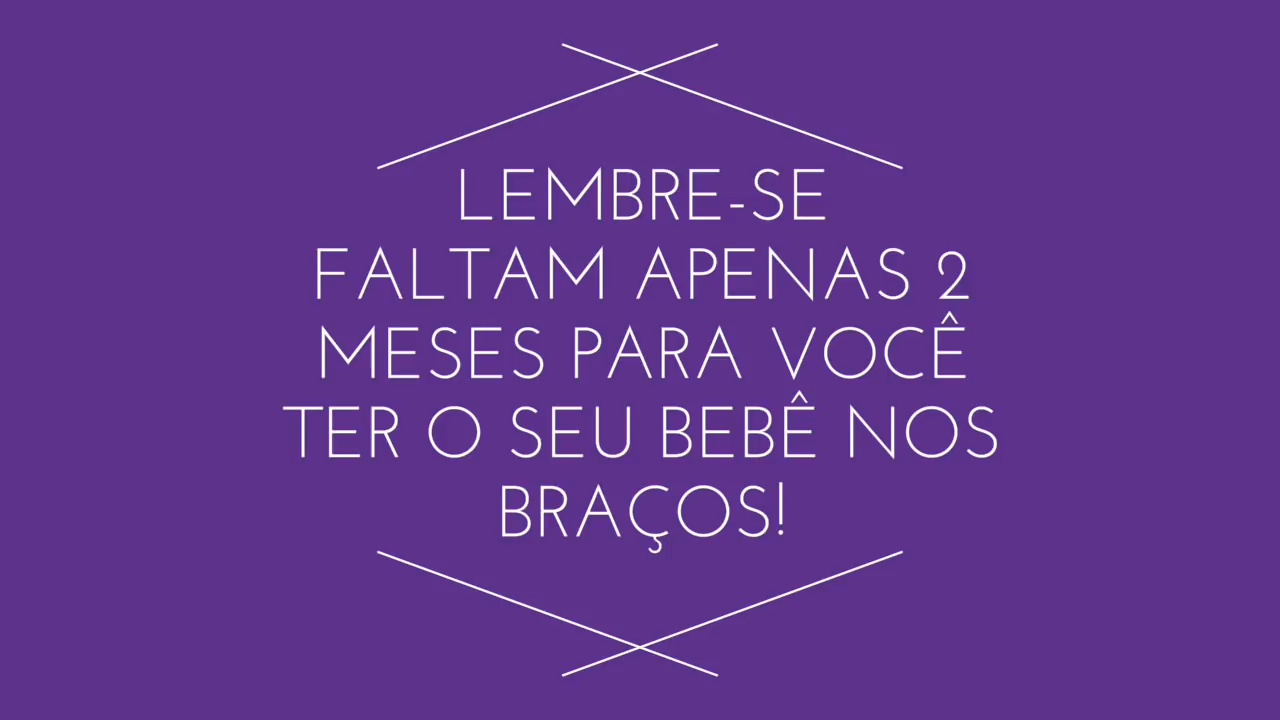 LEMBRE-SE
FALTAM APENAS 2
MESES PARA VOCÊ
TER O SEU BEBÊ NOS
BRAÇOS!